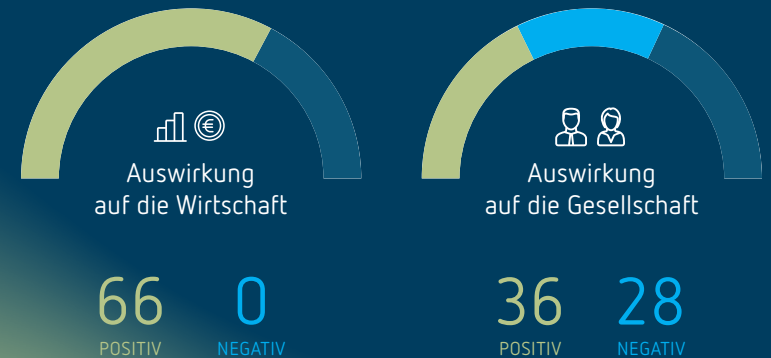 €
Auswirkung
auf die Wirtschaft
66 0
POSITIV NEGATIV
Auswirkung
auf die Gesellschaft
36 28
POSITIV NEGATIV